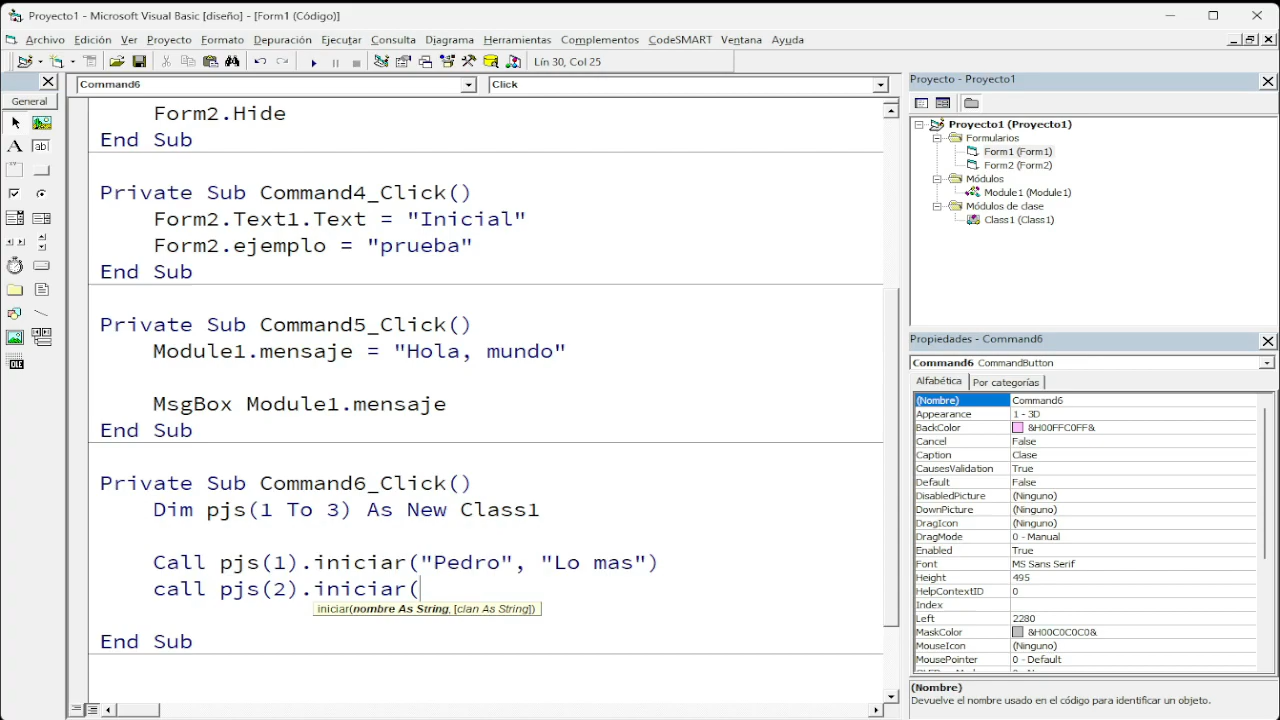 Proyecto1 - Microsoft Visual Basic [diseño] - [Form1 (Código)]
Archivo Edición Ver Proyecto Formato Depuración Ejecutar Consulta Diagrama Herramientas Complementos CodeSMART Ventana Ayuda
Lín 30, Col 25
General
Command6
Click
Form2.Hide
End Sub
Private Sub Command4_Click()
Form2.Text1.Text = "Inicial"
Form2.ejemplo = "prueba"
End Sub
Private Sub Command5_Click()
Module1.mensaje = "Hola, mundo"
MsgBox Module1.mensaje
End Sub
Private Sub Command6_Click()
Dim pjs(1 To 3) As New Class1
Call pjs(1).iniciar("Pedro", "Lo mas")
call pjs(2).iniciar(
iniciar(nombre As String, [clan As String])
End Sub
Proyecto - Proyecto1
Proyecto1 (Proyecto1)
Formularios
Form1 (Form1)
Form2 (Form2)
Módulos
Module1 (Module1)
Módulos de clase
Class1 (Class1)
Propiedades - Command6
Command6 CommandButton
Alfabética Por categorías
(Nombre) Command6
Appearance 1 - 3D
BackColor &H00FFC0FF&
Cancel False
Caption Clase
CausesValidation True
Default False
DisabledPicture (Ninguno)
DownPicture (Ninguno)
DragIcon (Ninguno)
DragMode 0 - Manual
Enabled True
Font MS Sans Serif
Height 495
HelpContextID 0
Index
Left 2280
MaskColor &H00C0C0C0&
MouseIcon (Ninguno)
MousePointer 0 - Default
(Nombre)
Devuelve el nombre usado en el código para identificar un objeto.